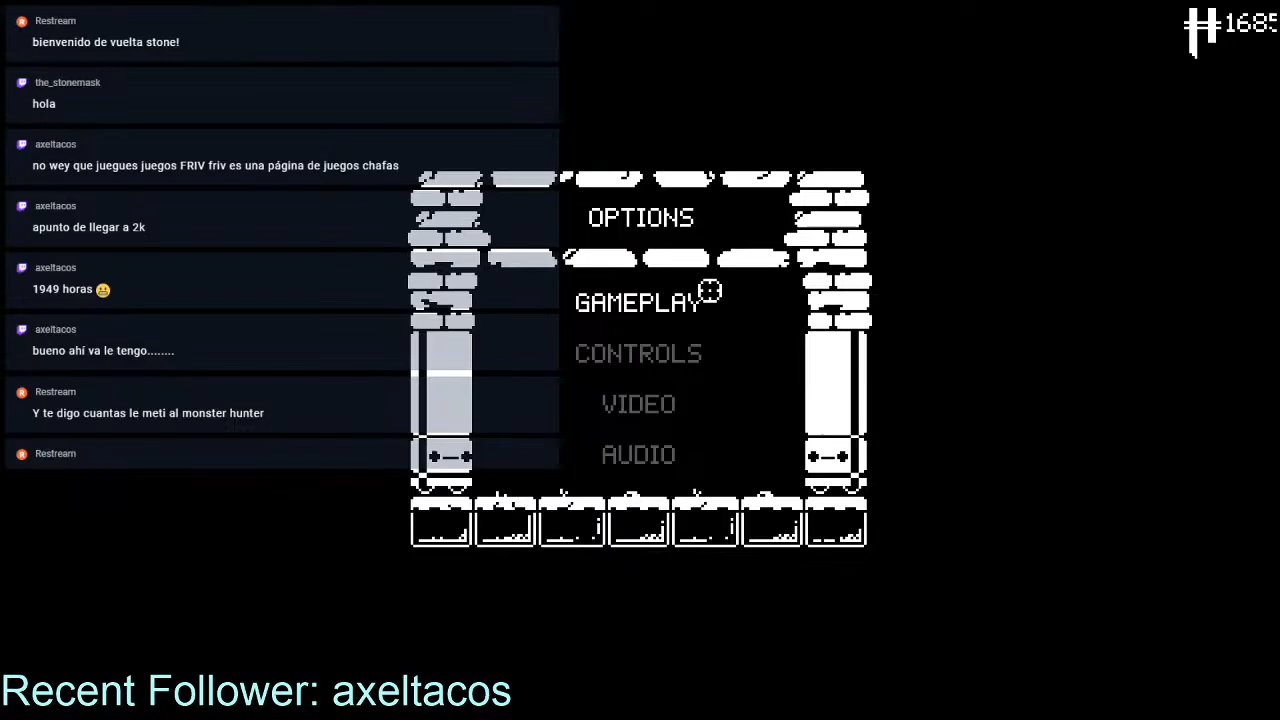 Restream
bienvenido de vuelta stone!
the_stonemask
hola
axeltacos
no wey que juegues juegos FRIV friv es una página de juegos chafas
axeltacos
apunto de llegar a 2k
axeltacos
1949 horas 😬
axeltacos
bueno ahí va le tengo........
Restream
Y te digo cuantas le meti al monster hunter
Restream
1685
OPTIONS
GAMEPLAY
CONTROLS
VIDEO
AUDIO
Recent Follower: axeltacos